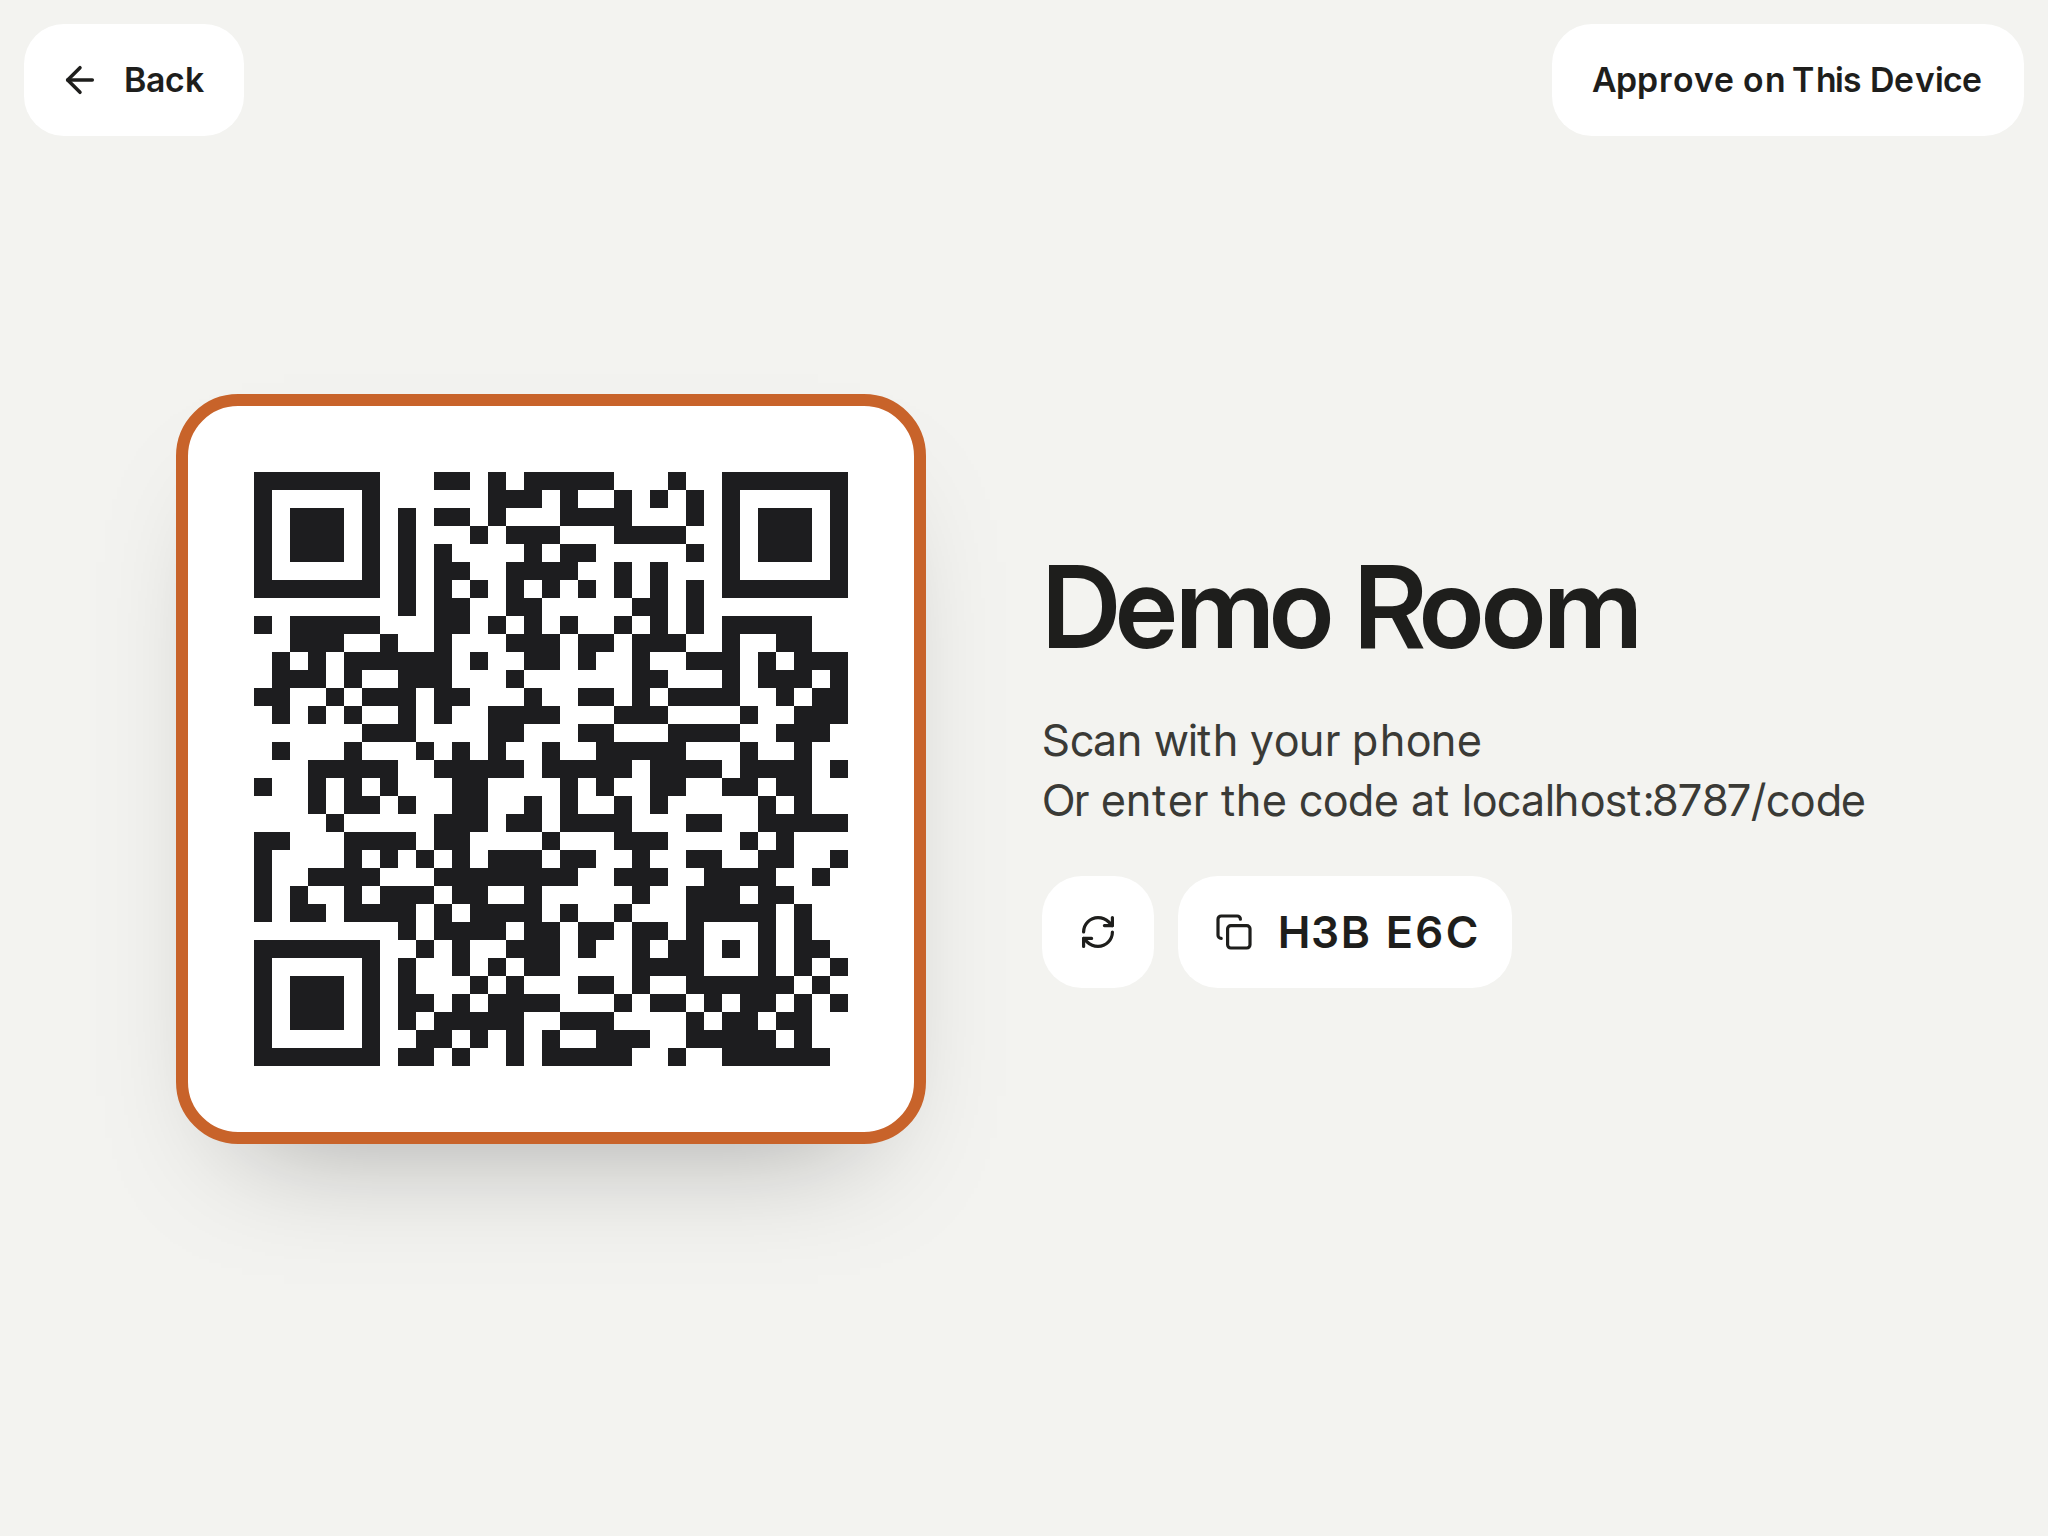 Back
Approve on This Device
Demo Room
Scan with your phone
Or enter the code at localhost:8787/code
H3B E6C